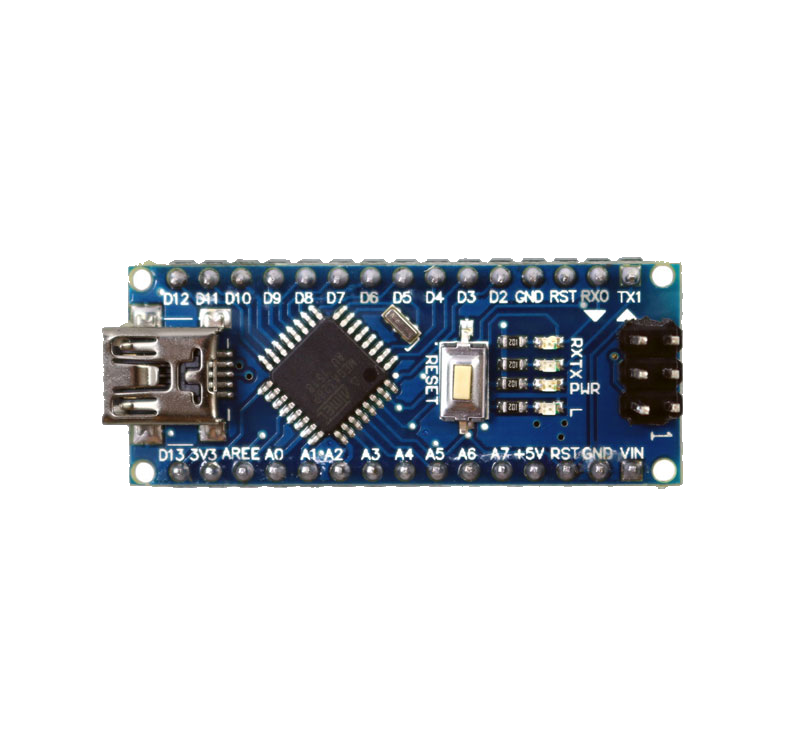 D12 D11 D10 D9 D8 D7 D6 D5 D4 D3 D2 GND RST RX0 TX1
RESET
RX
TX
PWR
L
1
D13 3V3 AREE A0 A1 A2 A3 A4 A5 A6 A7 +5V RST GND VIN